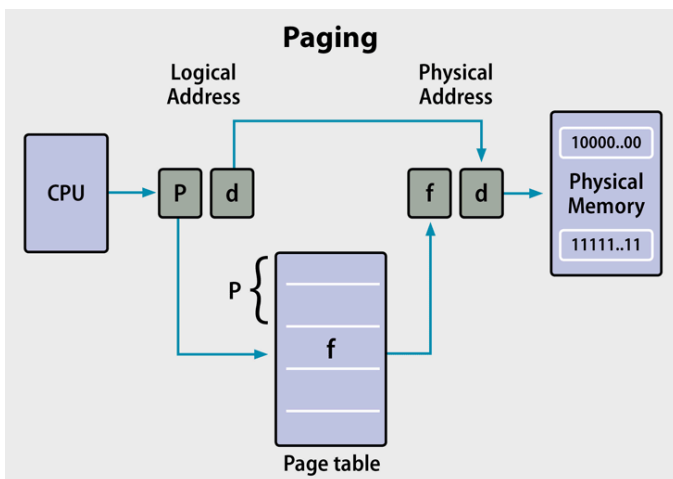 Paging
Logical
Address
Physical
Address
CPU
P
d
f
d
10000..00
Physical
Memory
11111..11
P
f
Page table